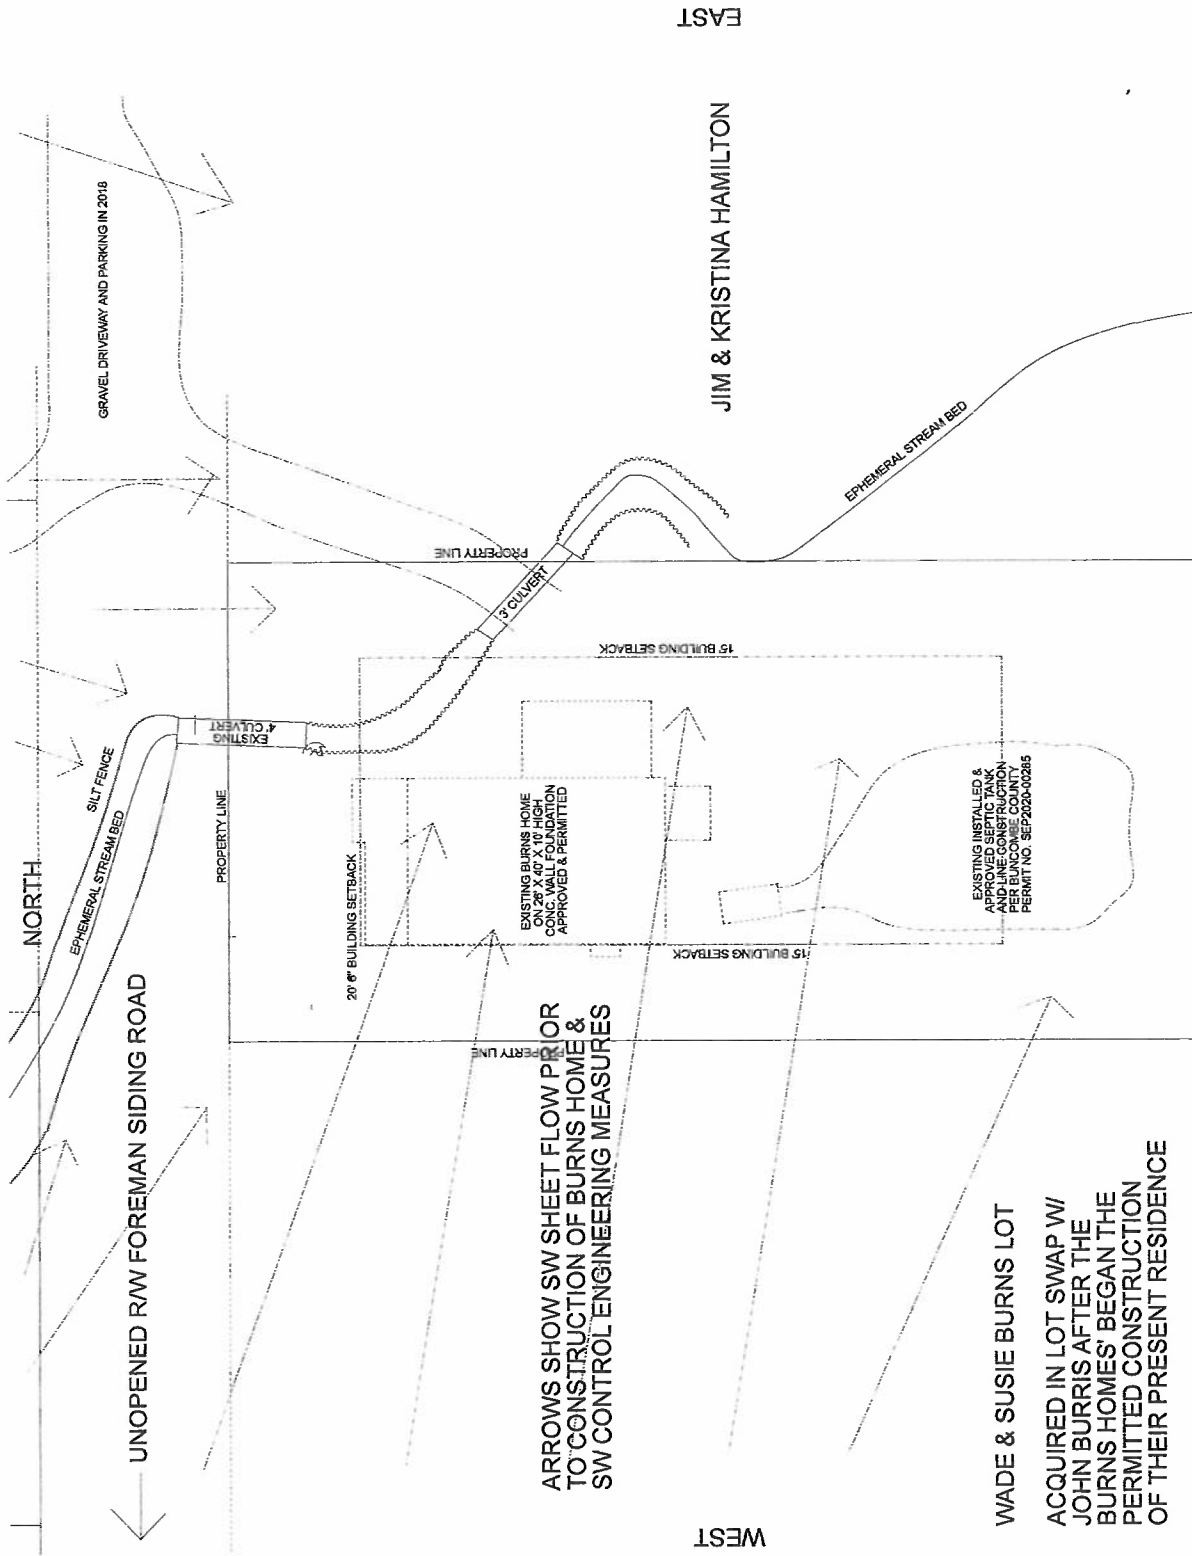 NORTH
EAST
WEST
UNOPENED R/W FOREMAN SIDING ROAD
SILT FENCE
EPHEMERAL STREAM BED
GRAVEL DRIVEWAY AND PARKING IN 2018
EXISTING
4' CULVERT
PROPERTY LINE
PROPERTY LINE
3' CULVERT
20' 6" BUILDING SETBACK
15' BUILDING SETBACK
EXISTING BURNS HOME
ON 26' X 40' X 10' HIGH
CONC. WALL FOUNDATION
APPROVED & PERMITTED
15' BUILDING SETBACK
PROPERTY LINE
JIM & KRISTINA HAMILTON
EPHEMERAL STREAM BED
ARROWS SHOW SW SHEET FLOW PRIOR
TO CONSTRUCTION OF BURNS HOME &
SW CONTROL ENGINEERING MEASURES
EXISTING INSTALLED &
APPROVED SEPTIC TANK
AND LINE CONSTRUCTION
PER BUNCOMBE COUNTY
PERMIT NO. SEP2020-00265
WADE & SUSIE BURNS LOT
ACQUIRED IN LOT SWAP W/
JOHN BURRIS AFTER THE
BURNS HOMES' BEGAN THE
PERMITTED CONSTRUCTION
OF THEIR PRESENT RESIDENCE